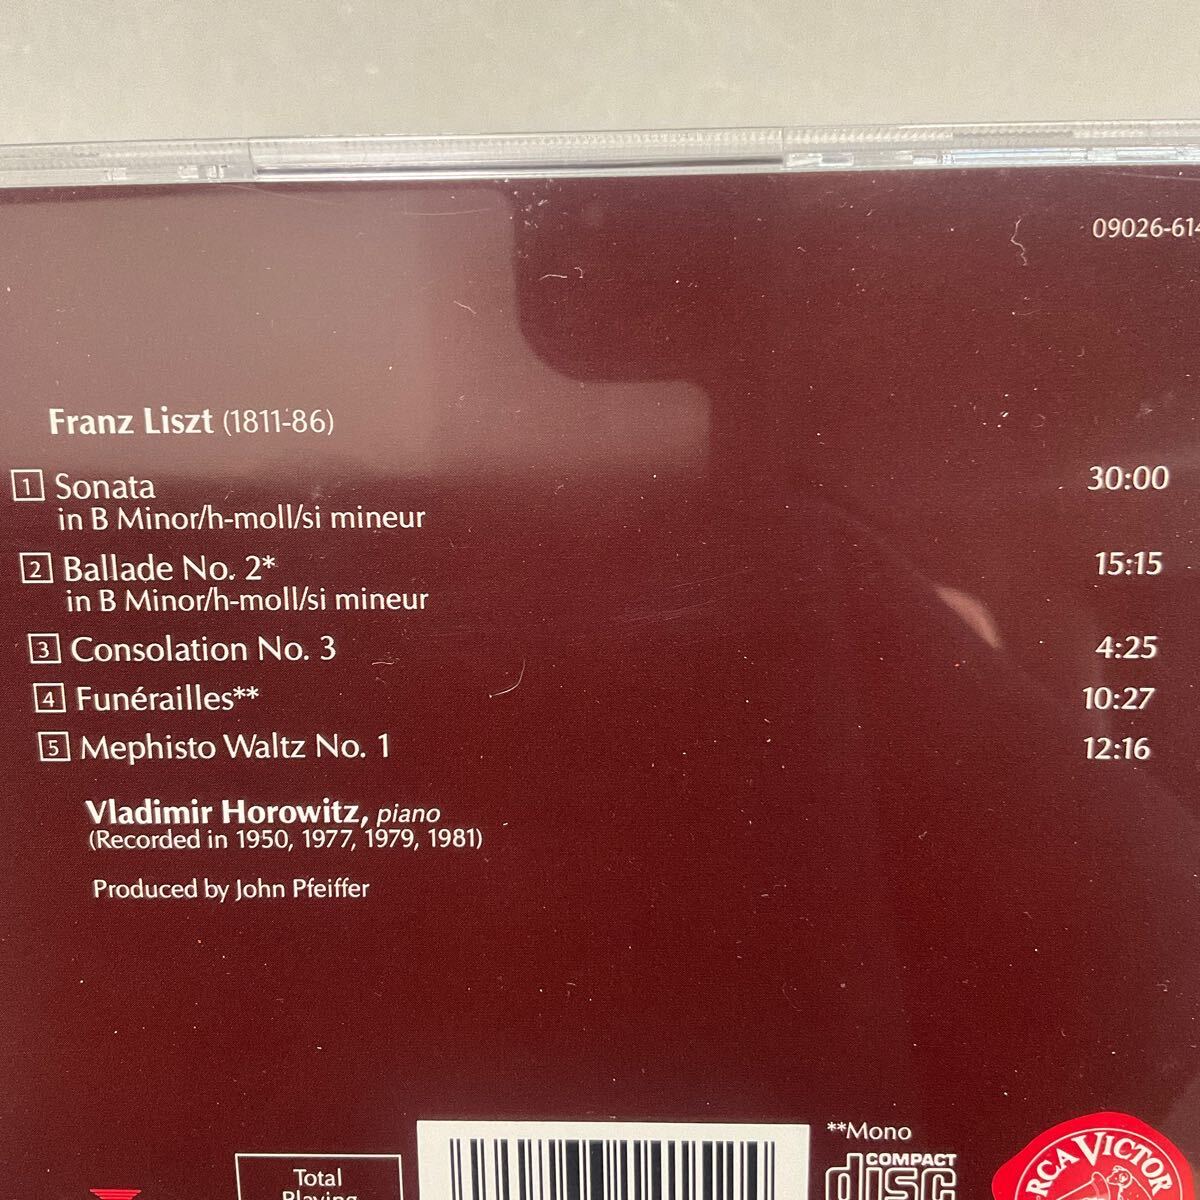 09026-614
Franz Liszt (1811-86)
1 Sonata 30:00
in B Minor/h-moll/si mineur
2 Ballade No. 2* 15:15
in B Minor/h-moll/si mineur
3 Consolation No. 3 4:25
4 Funérailles** 10:27
5 Mephisto Waltz No. 1 12:16
Vladimir Horowitz, piano
(Recorded in 1950, 1977, 1979, 1981)
Produced by John Pfeiffer
**Mono
Total
Playing
COMPACT
disc
RCA VICTOR